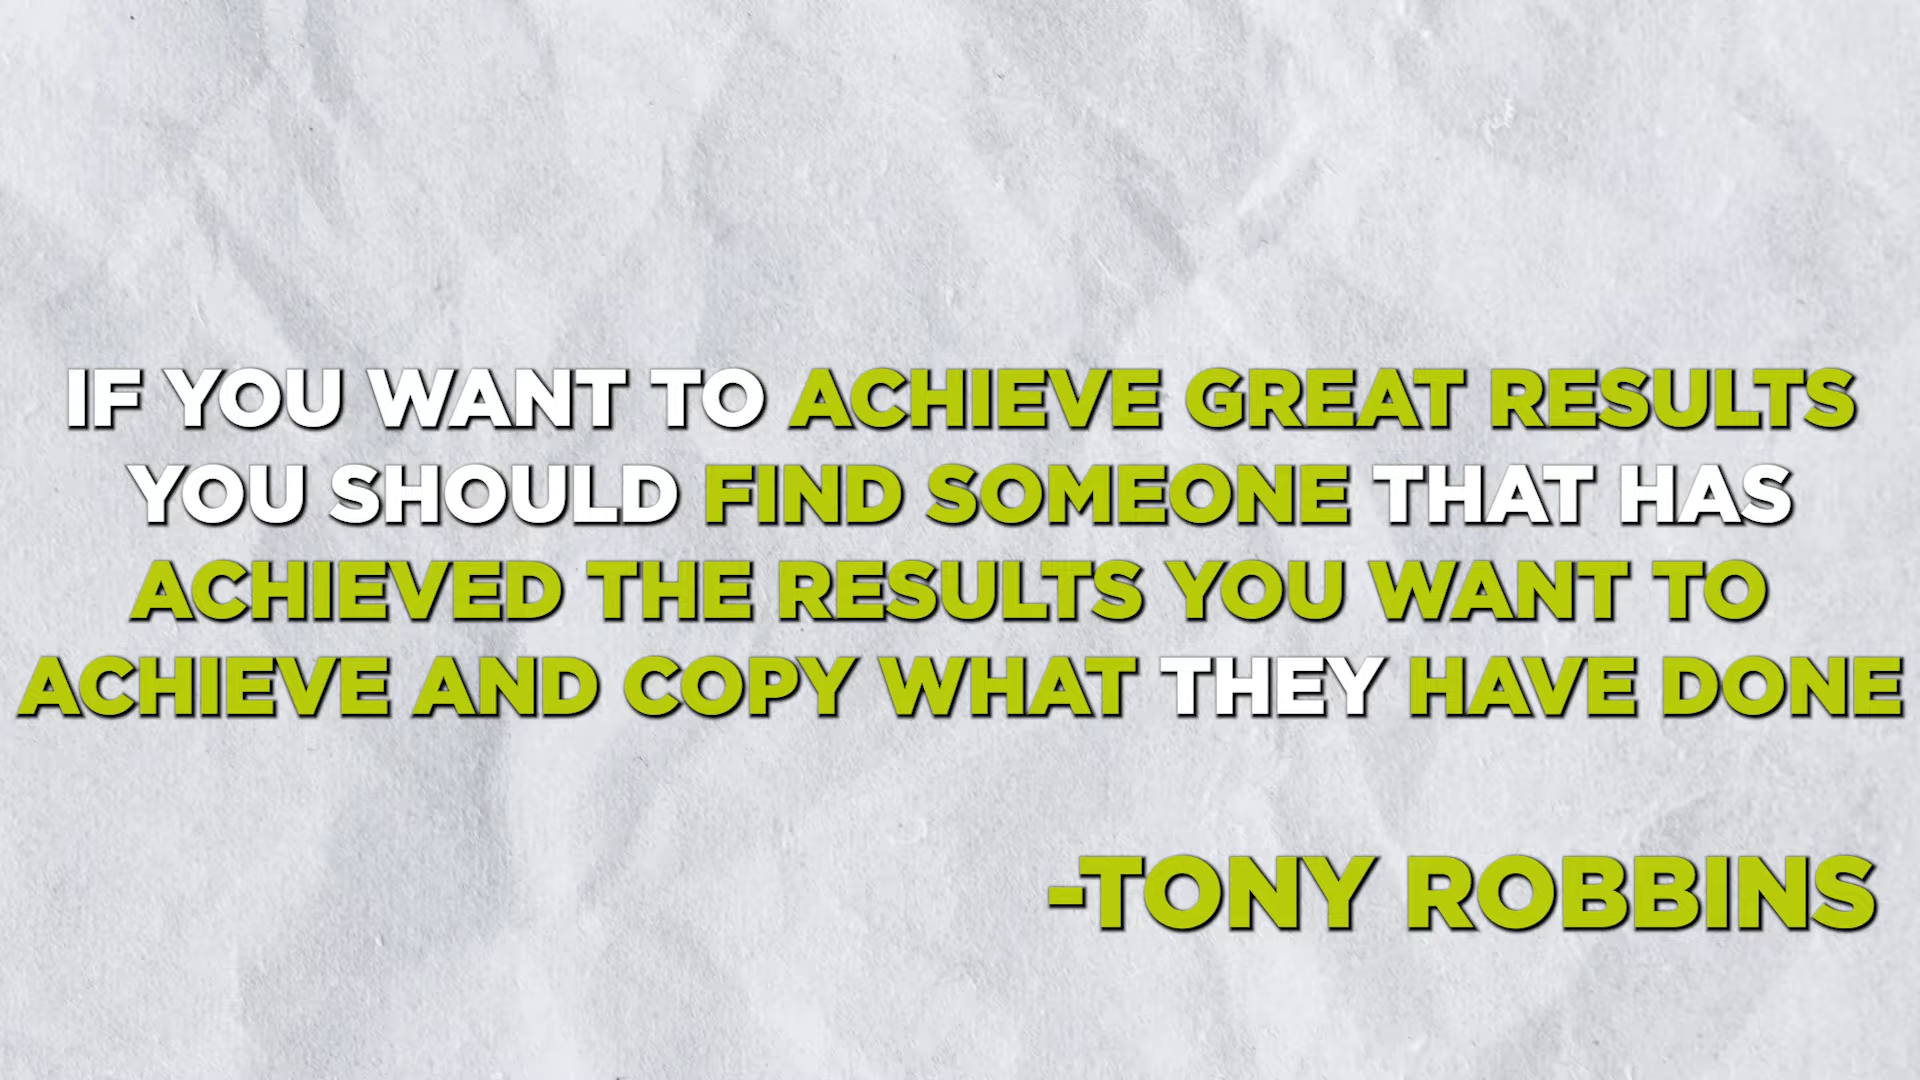 IF YOU WANT TO ACHIEVE GREAT RESULTS
YOU SHOULD FIND SOMEONE THAT HAS
ACHIEVED THE RESULTS YOU WANT TO
ACHIEVE AND COPY WHAT THEY HAVE DONE
-TONY ROBBINS